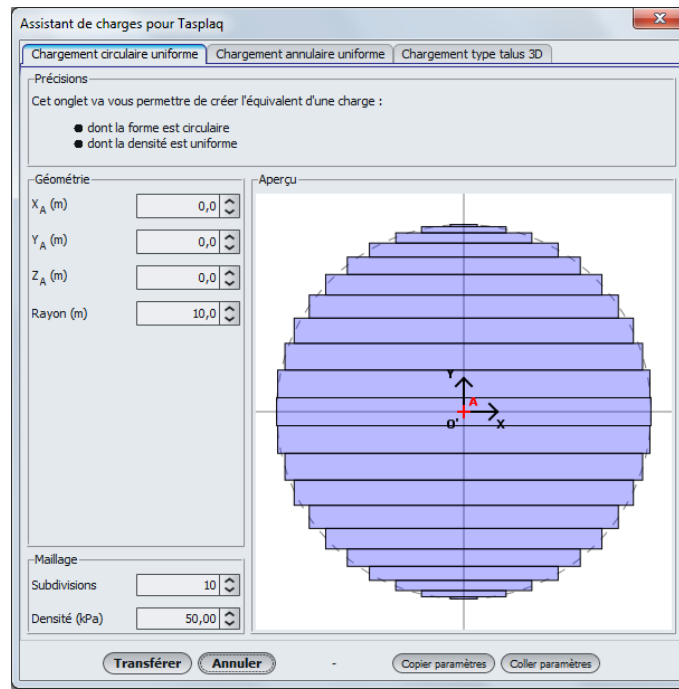 Assistant de charges pour Tasplaq
Chargement circulaire uniforme
Chargement annulaire uniforme
Chargement type talus 3D
Précisions
Cet onglet va vous permettre de créer l'équivalent d'une charge :
● dont la forme est circulaire
● dont la densité est uniforme
Géométrie
X_A (m) 0,0
Y_A (m) 0,0
Z_A (m) 0,0
Rayon (m) 10,0
Aperçu
Y
A
O'
X
Maillage
Subdivisions 10
Densité (kPa) 50,00
Transférer
Annuler
-
Copier paramètres
Coller paramètres